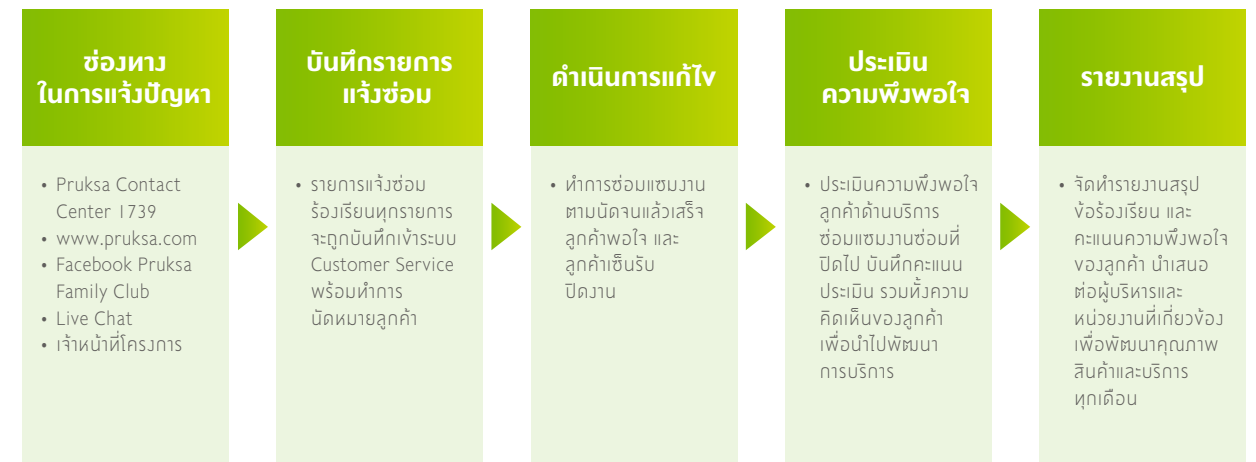 ช่องทาง
ในการแจ้งปัญหา
• Pruksa Contact
Center 1739
• www.pruksa.com
• Facebook Pruksa
Family Club
• Live Chat
• เจ้าหน้าที่โครงการ
บันทึกรายการ
แจ้งซ่อม
• รายการแจ้งซ่อม
ร้องเรียนทุกรายการ
จะถูกบันทึกเข้าระบบ
Customer Service
พร้อมทำการ
นัดหมายลูกค้า
ดำเนินการแก้ไข
• ทำการซ่อมแซมงาน
ตามนัดจนแล้วเสร็จ
ลูกค้าพอใจ และ
ลูกค้าเซ็นรับ
ปิดงาน
ประเมิน
ความพึงพอใจ
• ประเมินความพึงพอใจ
ลูกค้าด้านบริการ
ซ่อมแซมงานซ่อมที่
ปิดไป บันทึกคะแนน
ประเมิน รวมทั้งความ
คิดเห็นของลูกค้า
เพื่อนำไปพัฒนา
การบริการ
รายงานสรุป
• จัดทำรายงานสรุป
ข้อร้องเรียน และ
คะแนนความพึงพอใจ
ของลูกค้า นำเสนอ
ต่อผู้บริหารและ
หน่วยงานที่เกี่ยวข้อง
เพื่อพัฒนาคุณภาพ
สินค้าและบริการ
ทุกเดือน